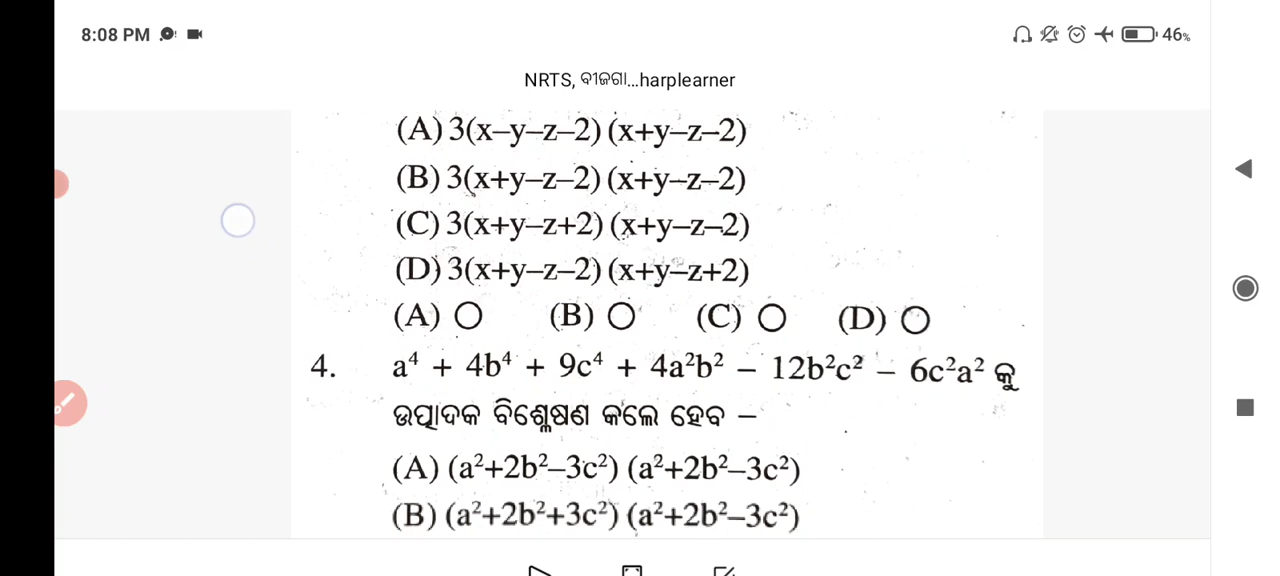 8:08 PM
46%
NRTS, ବୀଜଗା...harplearner
(A) 3(x–y–z–2) (x+y–z–2)
(B) 3(x+y–z–2) (x+y–z–2)
(C) 3(x+y–z+2) (x+y–z–2)
(D) 3(x+y–z–2) (x+y–z+2)
(A) ○ (B) ○ (C) ○ (D) ○
4. a⁴ + 4b⁴ + 9c⁴ + 4a²b² – 12b²c² – 6c²a² କୁ
ଉତ୍ପାଦକ ବିଶ୍ଳେଷଣ କଲେ ହେବ –
(A) (a²+2b²–3c²) (a²+2b²–3c²)
(B) (a²+2b²+3c²) (a²+2b²–3c²)